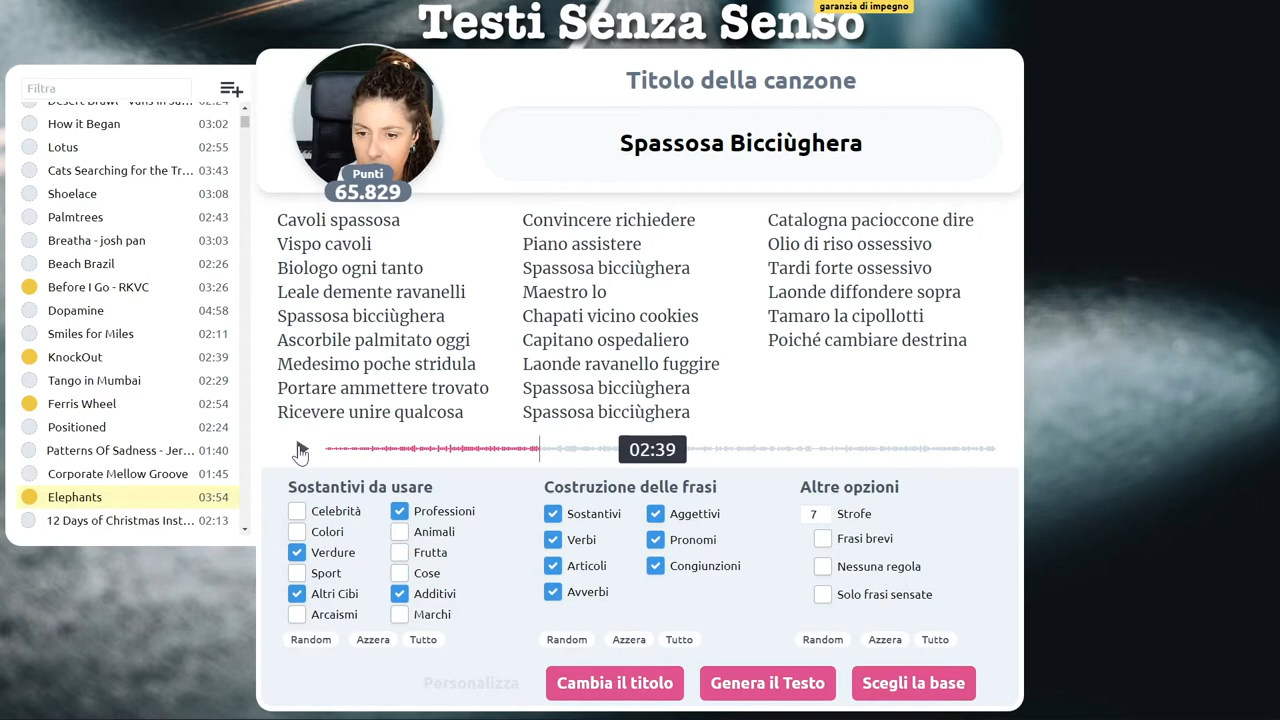 garanzia di impegno
Testi Senza Senso
Filtra
Desert Brawl - Vans in Ja... 02:24
How it Began 03:02
Lotus 02:55
Cats Searching for the Tr... 03:43
Shoelace 03:08
Palmtrees 02:43
Breatha - josh pan 03:03
Beach Brazil 02:26
Before I Go - RKVC 03:26
Dopamine 04:58
Smiles for Miles 02:11
KnockOut 02:39
Tango in Mumbai 02:29
Ferris Wheel 02:54
Positioned 02:24
Patterns Of Sadness - Jer... 01:40
Corporate Mellow Groove 01:45
Elephants 03:54
12 Days of Christmas Inst... 02:13
Punti
65.829
Titolo della canzone
Spassosa Bicciùghera
Cavoli spassosa
Vispo cavoli
Biologo ogni tanto
Leale demente ravanelli
Spassosa bicciùghera
Ascorbile palmitato oggi
Medesimo poche stridula
Portare ammettere trovato
Ricevere unire qualcosa
Convincere richiedere
Piano assistere
Spassosa bicciùghera
Maestro lo
Chapati vicino cookies
Capitano ospedaliero
Laonde ravanello fuggire
Spassosa bicciùghera
Spassosa bicciùghera
Catalogna pacioccone dire
Olio di riso ossessivo
Tardi forte ossessivo
Laonde diffondere sopra
Tamaro la cipollotti
Poiché cambiare destrina
02:39
Sostantivi da usare
Celebrità Professioni
Colori Animali
Verdure Frutta
Sport Cose
Altri Cibi Additivi
Arcaismi Marchi
Random Azzera Tutto
Costruzione delle frasi
Sostantivi Aggettivi
Verbi Pronomi
Articoli Congiunzioni
Avverbi
Random Azzera Tutto
Altre opzioni
7 Strofe
Frasi brevi
Nessuna regola
Solo frasi sensate
Random Azzera Tutto
Personalizza
Cambia il titolo
Genera il Testo
Scegli la base